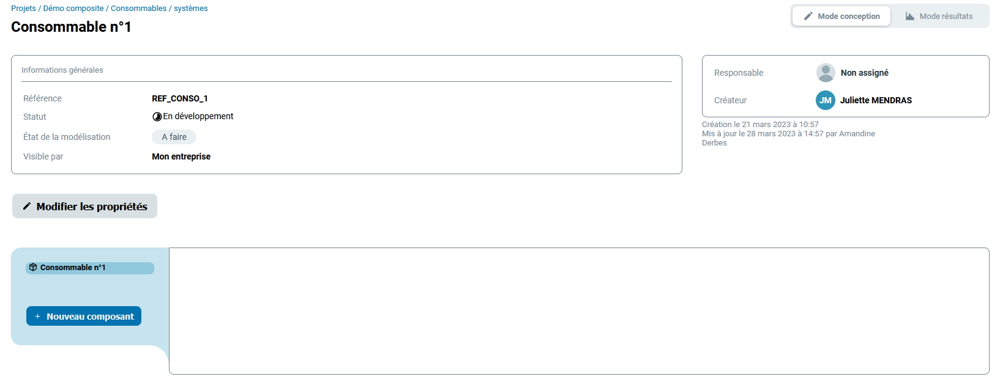 Projets / Démo composite / Consommables / systèmes
Consommable n°1
Mode conception
Mode résultats
Informations générales
Référence REF_CONSO_1
Statut En développement
État de la modélisation A faire
Visible par Mon entreprise
Responsable Non assigné
Créateur JM Juliette MENDRAS
Création le 21 mars 2023 à 10:57
Mis à jour le 28 mars 2023 à 14:57 par Amandine
Derbes
Modifier les propriétés
Consommable n°1
+ Nouveau composant